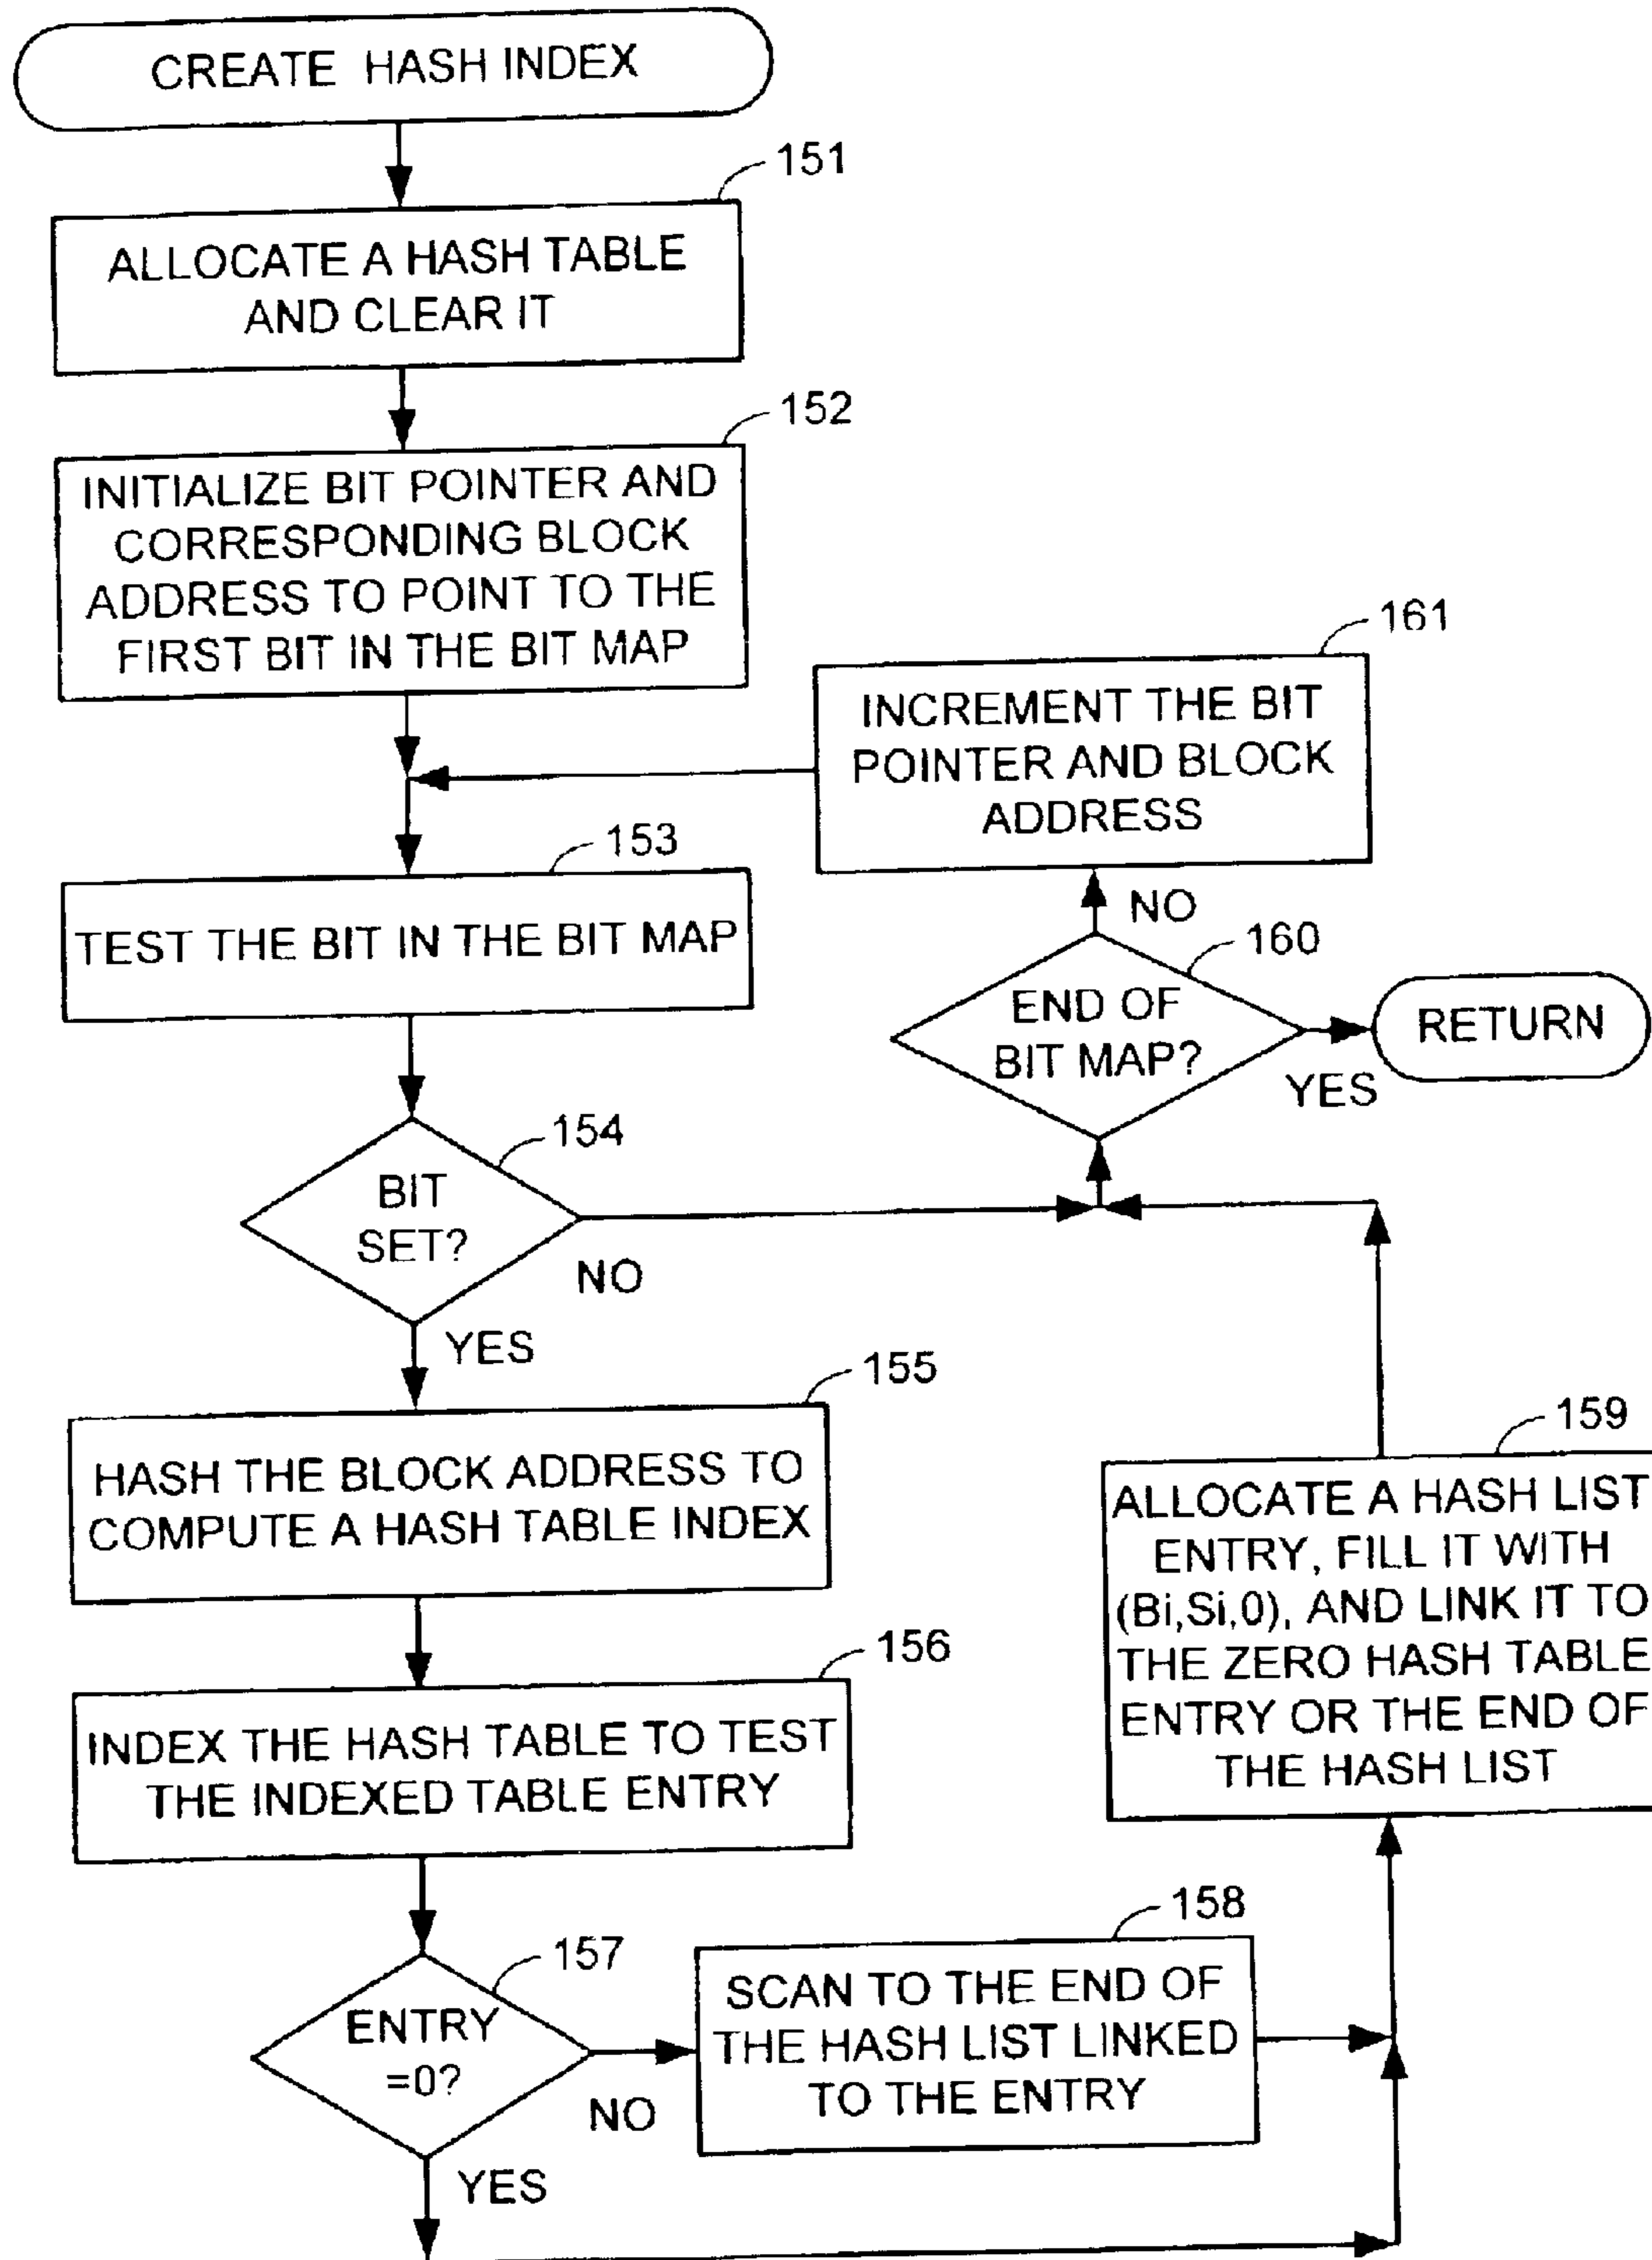 CREATE HASH INDEX
151
ALLOCATE A HASH TABLE
AND CLEAR IT
152
INITIALIZE BIT POINTER AND
CORRESPONDING BLOCK
ADDRESS TO POINT TO THE
FIRST BIT IN THE BIT MAP
161
INCREMENT THE BIT
POINTER AND BLOCK
ADDRESS
153
TEST THE BIT IN THE BIT MAP
NO
160
END OF
BIT MAP?
YES
RETURN
154
BIT
SET?
NO
YES
155
HASH THE BLOCK ADDRESS TO
COMPUTE A HASH TABLE INDEX
156
INDEX THE HASH TABLE TO TEST
THE INDEXED TABLE ENTRY
157
ENTRY
=0?
NO
YES
158
SCAN TO THE END OF
THE HASH LIST LINKED
TO THE ENTRY
159
ALLOCATE A HASH LIST
ENTRY, FILL IT WITH
(Bi,Si,0), AND LINK IT TO
THE ZERO HASH TABLE
ENTRY OR THE END OF
THE HASH LIST